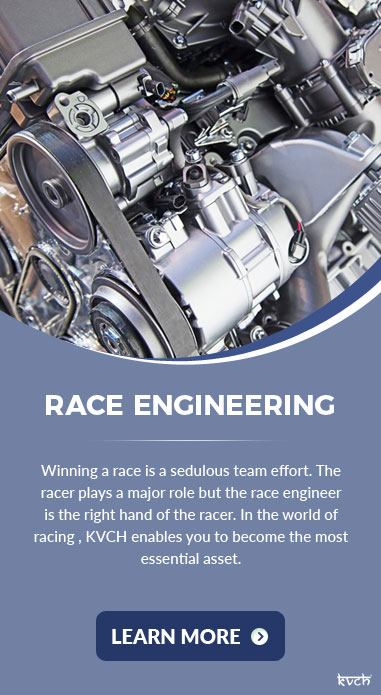 RACE ENGINEERING
Winning a race is a sedulous team effort. The
racer plays a major role but the race engineer
is the right hand of the racer. In the world of
racing , KVCH enables you to become the most
essential asset.
LEARN MORE
kvch